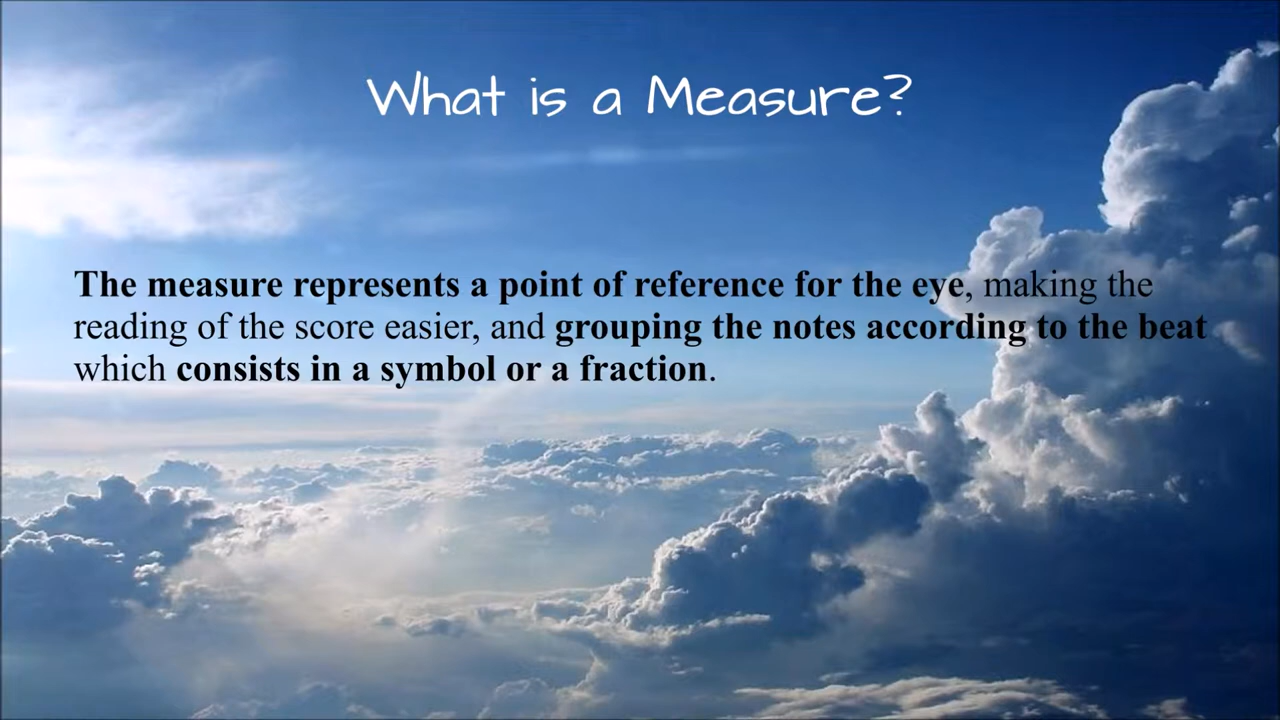 What is a Measure?
The measure represents a point of reference for the eye, making the
reading of the score easier, and grouping the notes according to the beat
which consists in a symbol or a fraction.